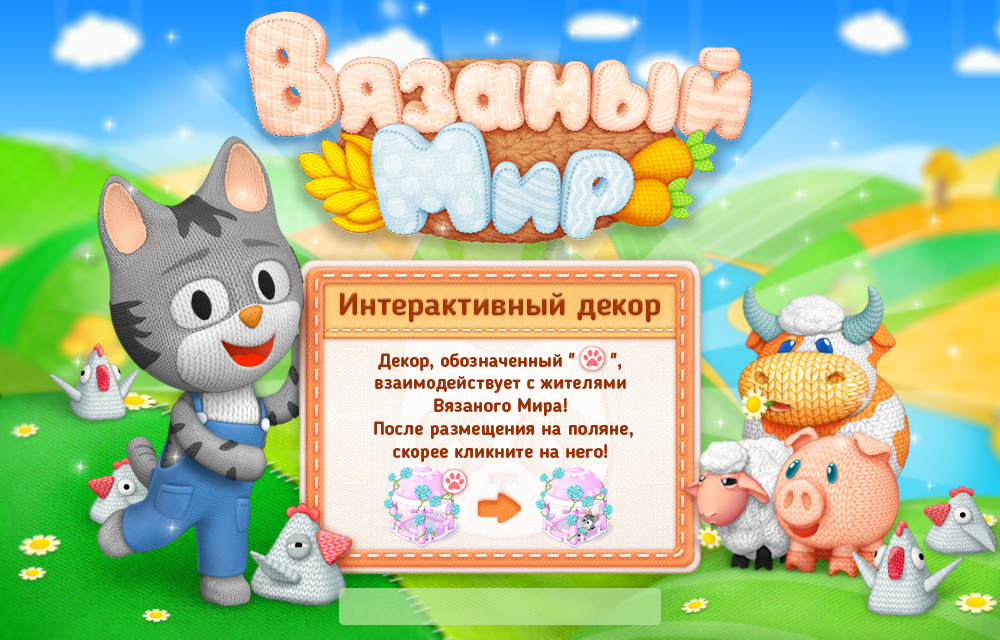 Вязаный
Мир
Интерактивный декор
Декор, обозначенный " ",
взаимодействует с жителями
Вязаного Мира!
После размещения на поляне,
скорее кликните на него!